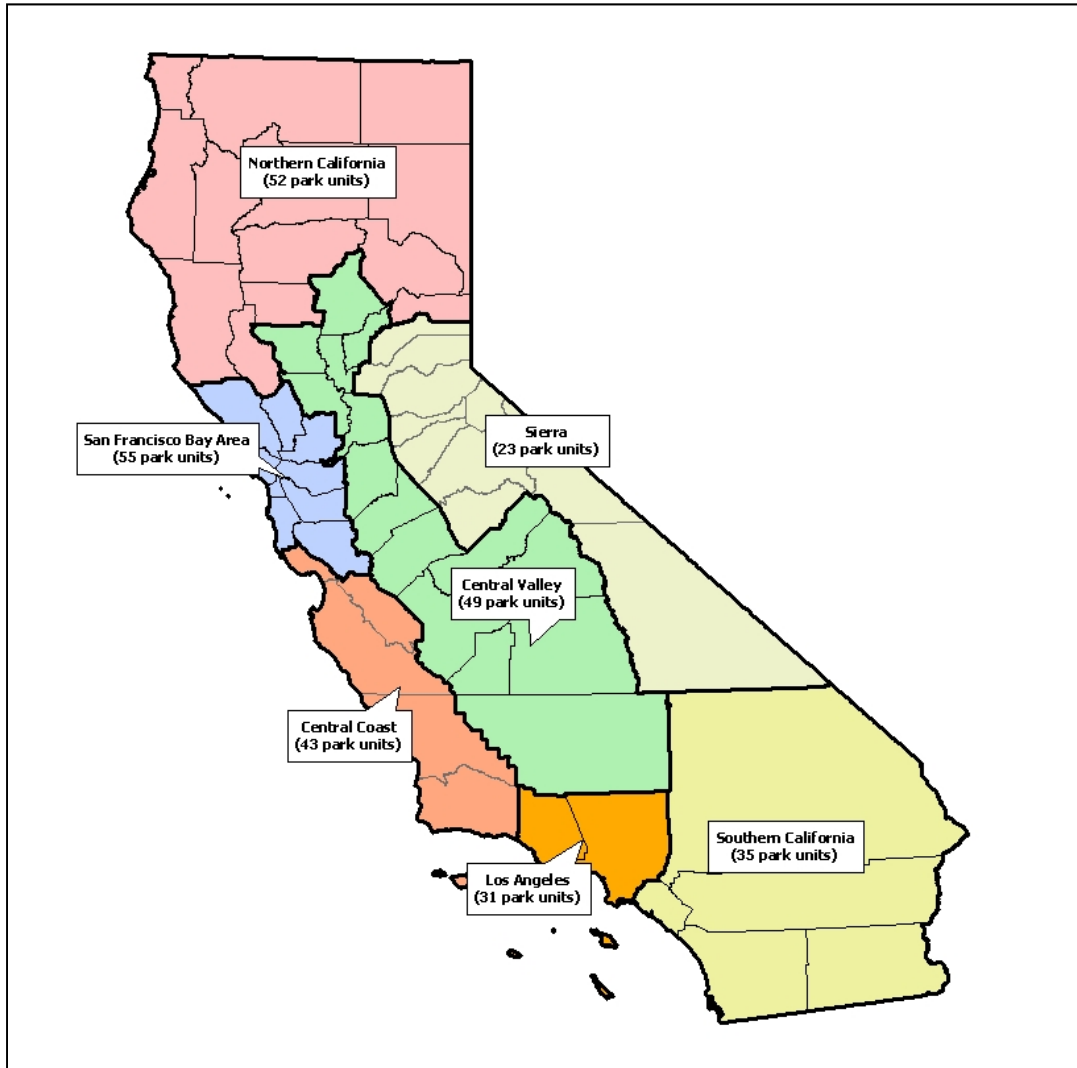 Northern California
(52 park units)
San Francisco Bay Area
(55 park units)
Sierra
(23 park units)
Central Valley
(49 park units)
Central Coast
(43 park units)
Southern California
(35 park units)
Los Angeles
(31 park units)